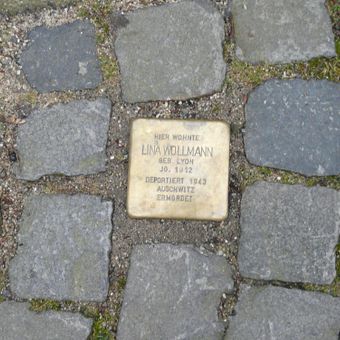 HIER WOHNTE
LINA WOLLMANN
GEB. LYON
JG. 1912
DEPORTIERT 1943
AUSCHWITZ
ERMORDET